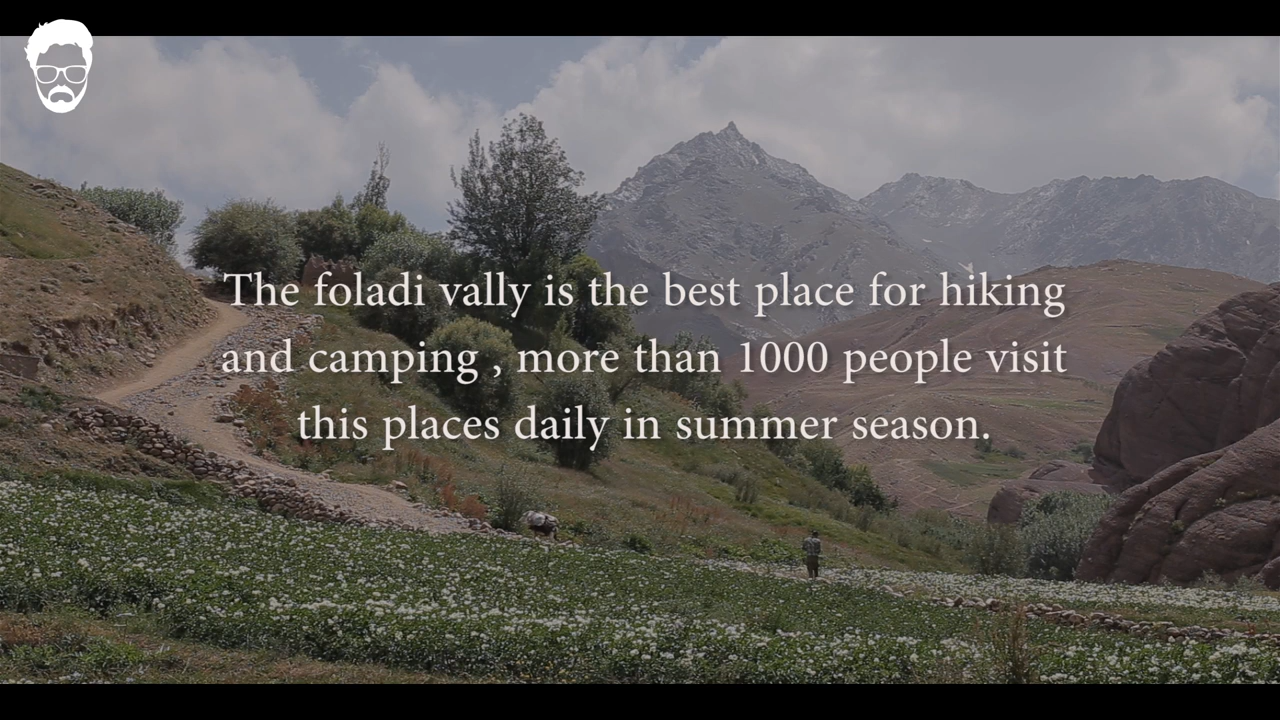 The foladi vally is the best place for hiking
and camping , more than 1000 people visit
this places daily in summer season.